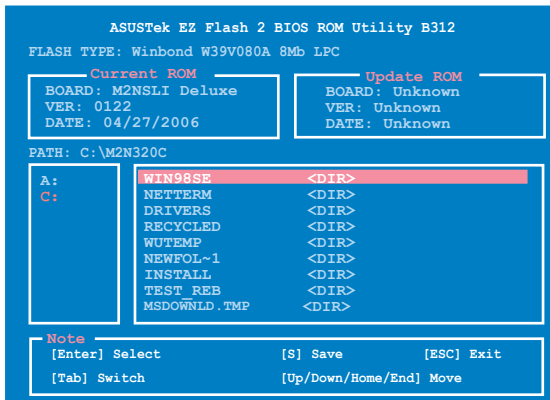 ASUSTek EZ Flash 2 BIOS ROM Utility B312
FLASH TYPE: Winbond W39V080A 8Mb LPC
Current ROM
BOARD: M2NSLI Deluxe
VER: 0122
DATE: 04/27/2006
Update ROM
BOARD: Unknown
VER: Unknown
DATE: Unknown
PATH: C:\M2N320C
A:
C:
WIN98SE <DIR>
NETTERM <DIR>
DRIVERS <DIR>
RECYCLED <DIR>
WUTEMP <DIR>
NEWFOL~1 <DIR>
INSTALL <DIR>
TEST_REB <DIR>
MSDOWNLD.TMP <DIR>
Note
[Enter] Select [S] Save [ESC] Exit
[Tab] Switch [Up/Down/Home/End] Move